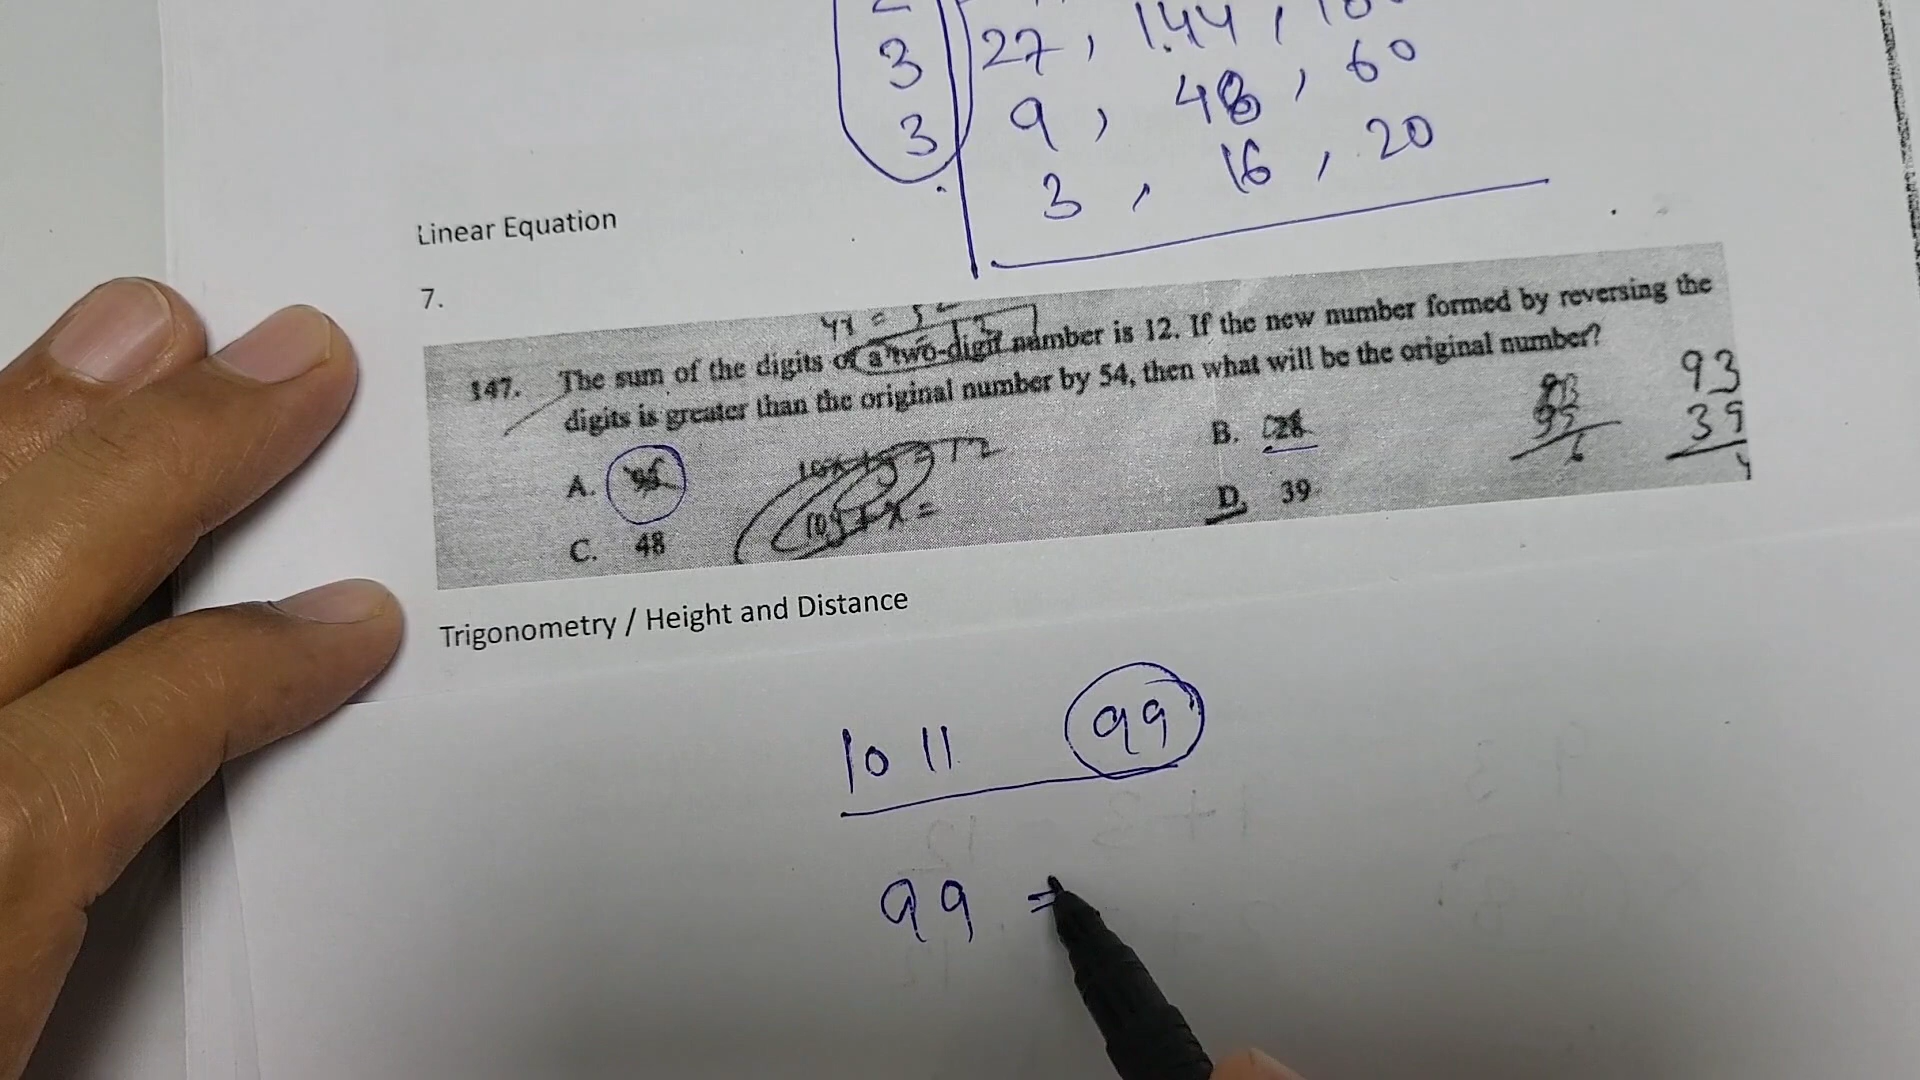 3 27, 144,
3 9, 48, 60
3, 16, 20
Linear Equation
7.
4x =
147. The sum of the digits of a two-digit number is 12. If the new number formed by reversing the
digits is greater than the original number by 54, then what will be the original number?
93
39
A. B. 28
C. 48 D. 39
Trigonometry / Height and Distance
10 11 99
99 =